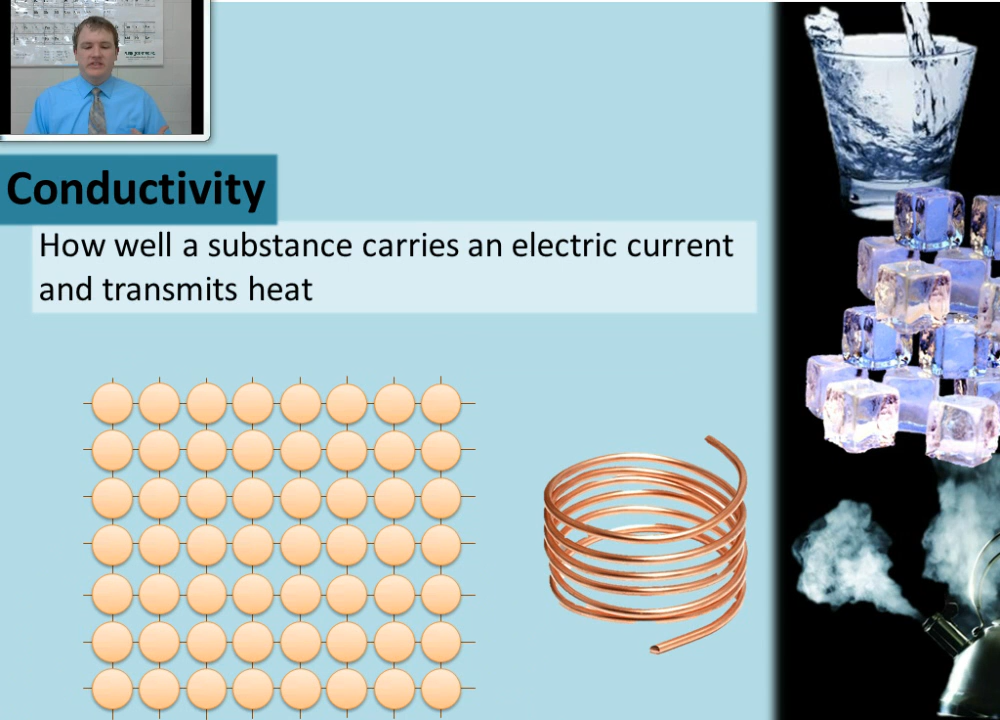 Conductivity
How well a substance carries an electric current
and transmits heat